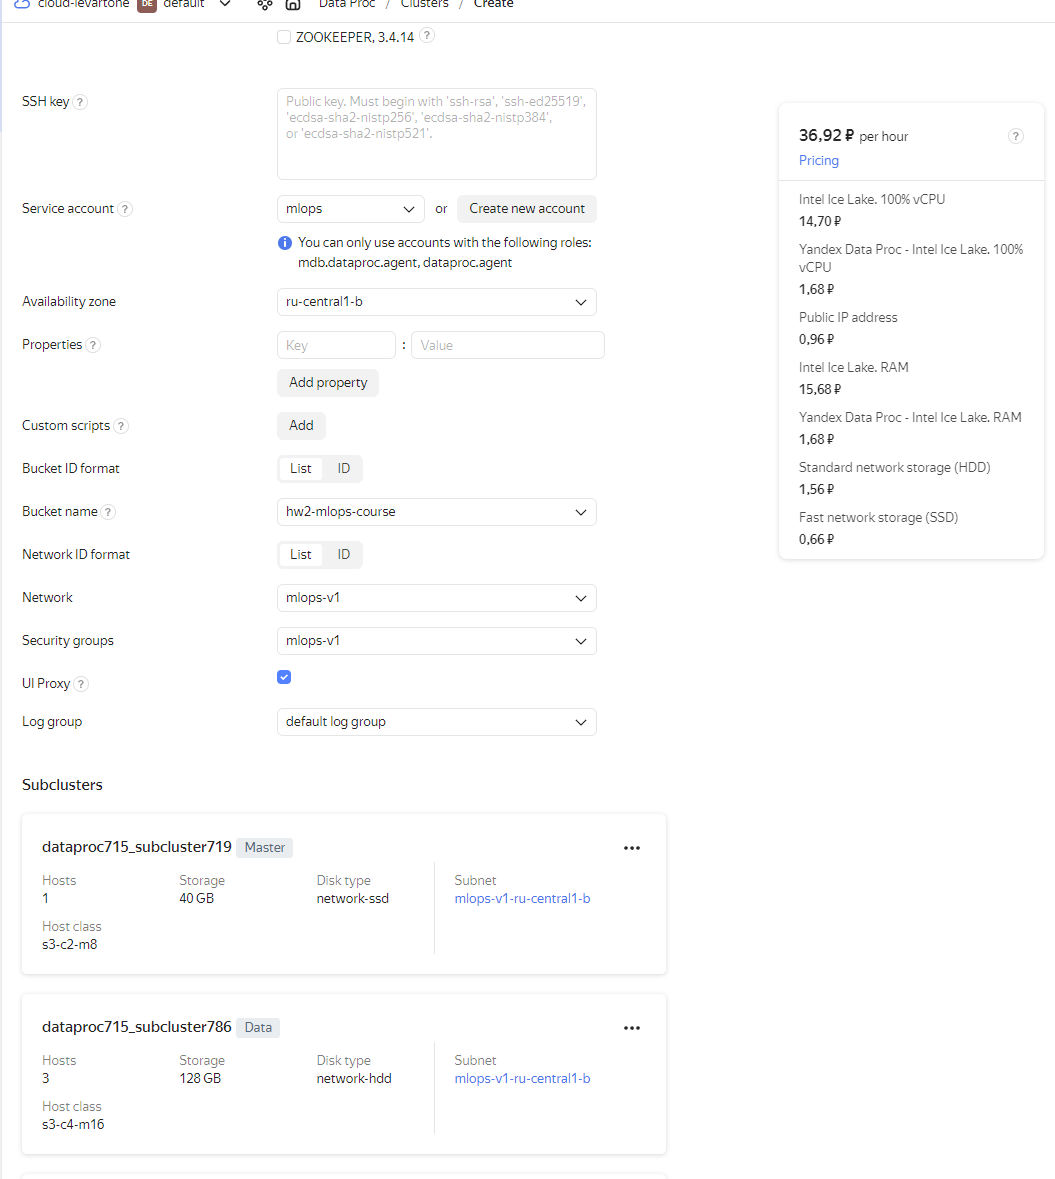 cloud-levartone DE default Data Proc / Clusters / Create
ZOOKEEPER, 3.4.14 ?
SSH key ?
Public key. Must begin with 'ssh-rsa', 'ssh-ed25519',
'ecdsa-sha2-nistp256', 'ecdsa-sha2-nistp384',
or 'ecdsa-sha2-nistp521'.
Service account ? mlops or Create new account
You can only use accounts with the following roles:
mdb.dataproc.agent, dataproc.agent
Availability zone ru-central1-b
Properties ? Key : Value
Add property
Custom scripts ? Add
Bucket ID format List ID
Bucket name ? hw2-mlops-course
Network ID format List ID
Network mlops-v1
Security groups mlops-v1
UI Proxy ?
Log group default log group
36,92 ₽ per hour ?
Pricing
Intel Ice Lake. 100% vCPU
14,70 ₽
Yandex Data Proc - Intel Ice Lake. 100%
vCPU
1,68 ₽
Public IP address
0,96 ₽
Intel Ice Lake. RAM
15,68 ₽
Yandex Data Proc - Intel Ice Lake. RAM
1,68 ₽
Standard network storage (HDD)
1,56 ₽
Fast network storage (SSD)
0,66 ₽
Subclusters
dataproc715_subcluster719 Master
Hosts Storage Disk type Subnet
1 40 GB network-ssd mlops-v1-ru-central1-b
Host class
s3-c2-m8
dataproc715_subcluster786 Data
Hosts Storage Disk type Subnet
3 128 GB network-hdd mlops-v1-ru-central1-b
Host class
s3-c4-m16